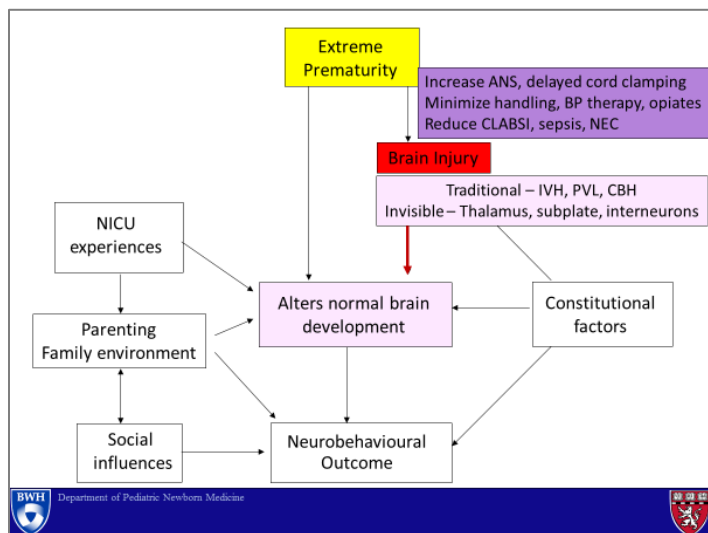 Extreme
Prematurity
Increase ANS, delayed cord clamping
Minimize handling, BP therapy, opiates
Reduce CLABSI, sepsis, NEC
Brain Injury
Traditional – IVH, PVL, CBH
Invisible – Thalamus, subplate, interneurons
NICU
experiences
Alters normal brain
development
Constitutional
factors
Parenting
Family environment
Social
influences
Neurobehavioural
Outcome
BWH
Department of Pediatric Newborn Medicine